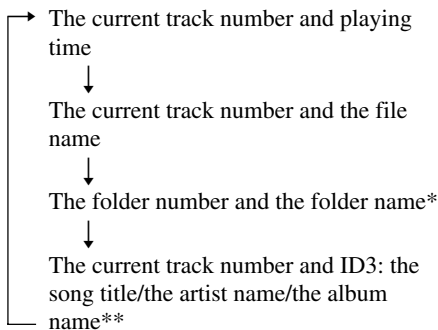 The current track number and playing
time
The current track number and the file
name
The folder number and the folder name*
The current track number and ID3: the
song title/the artist name/the album
name**